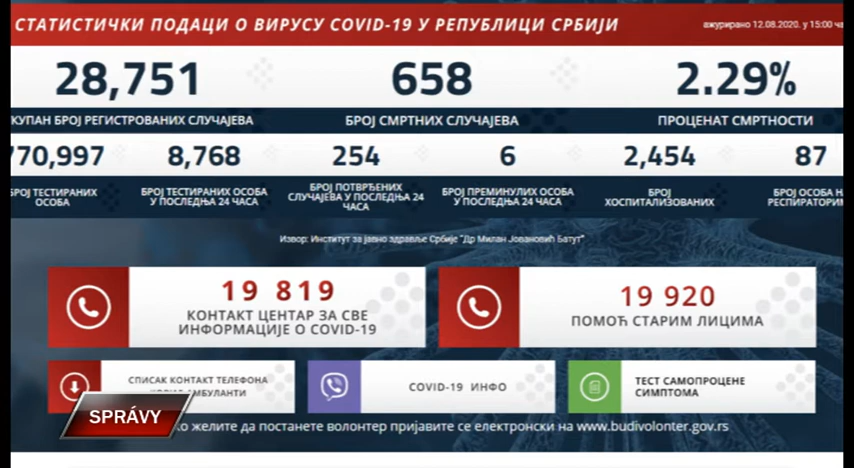 СТАТИСТИЧКИ ПОДАЦИ О ВИРУСУ COVID-19 У РЕПУБЛИЦИ СРБИЈИ
ажурирано 12.08.2020. у 15:00 ча
28,751
658
2.29%
КУПАН БРОЈ РЕГИСТРОВАНИХ СЛУЧАЈЕВА
БРОЈ СМРТНИХ СЛУЧАЈЕВА
ПРОЦЕНАТ СМРТНОСТИ
770,997
8,768
254
6
2,454
87
БРОЈ ТЕСТИРАНИХ
ОСОБА
БРОЈ ТЕСТИРАНИХ ОСОБА
У ПОСЛЕДЊА 24 ЧАСА
БРОЈ ПОТВРЂЕНИХ
СЛУЧАЈЕВА У ПОСЛЕДЊА 24
ЧАСА
БРОЈ ПРЕМИНУЛИХ ОСОБА
У ПОСЛЕДЊА 24 ЧАСА
БРОЈ
ХОСПИТАЛИЗОВАНИХ
БРОЈ ОСОБА Н
РЕСПИРАТОРИМ
Извор: Институт за јавно здравље Србије "Др Милан Јовановић Батут"
19 819
КОНТАКТ ЦЕНТАР ЗА СВЕ
ИНФОРМАЦИЈЕ О COVID-19
19 920
ПОМОЋ СТАРИМ ЛИЦИМА
СПИСАК КОНТАКТ ТЕЛЕФОНА
АМБУЛАНТИ
COVID-19 ИНФО
ТЕСТ САМОПРОЦЕНЕ
СИМПТОМА
SPRÁVY
ко желите да постанете волонтер пријавите се електронски на www.budivolonter.gov.rs